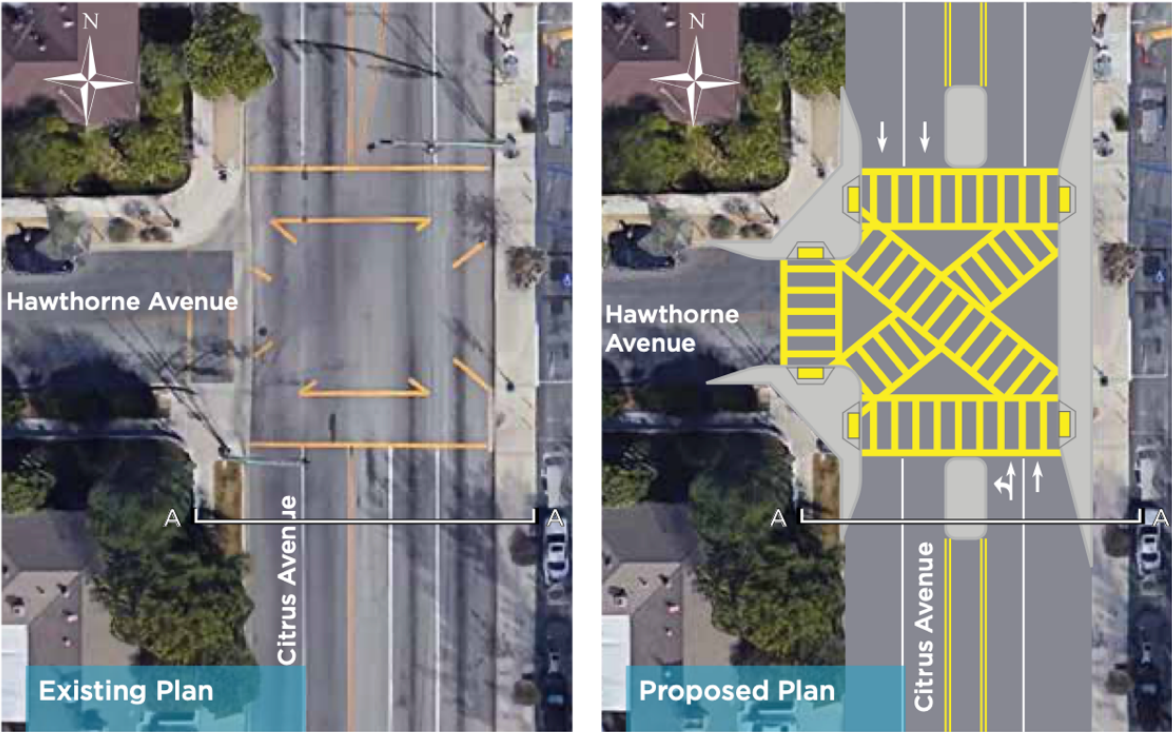 N
Hawthorne Avenue
A
A
Citrus Avenue
Existing Plan
N
Hawthorne
Avenue
A
A
Citrus Avenue
Proposed Plan